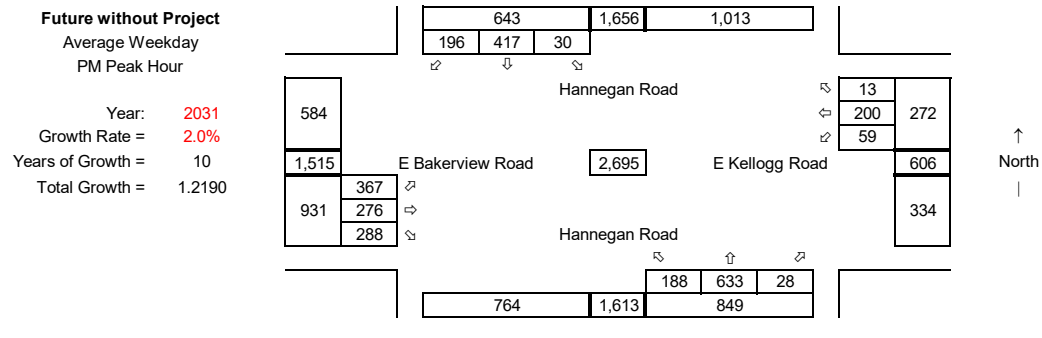 Future without Project
Average Weekday
PM Peak Hour
Year: 2031
Growth Rate = 2.0%
Years of Growth = 10
Total Growth = 1.2190
643 1,656 1,013
196 417 30
⬃ ⇩ ⬂
Hannegan Road
⬁ 13
584
⇦ 200 272
⬃ 59
↑
North
|
1,515 E Bakerview Road 2,695 E Kellogg Road 606
367 ⬀
931 276 ⇨ 334
288 ⬂
Hannegan Road
⬁ ⇧ ⬀
188 633 28
764 1,613 849